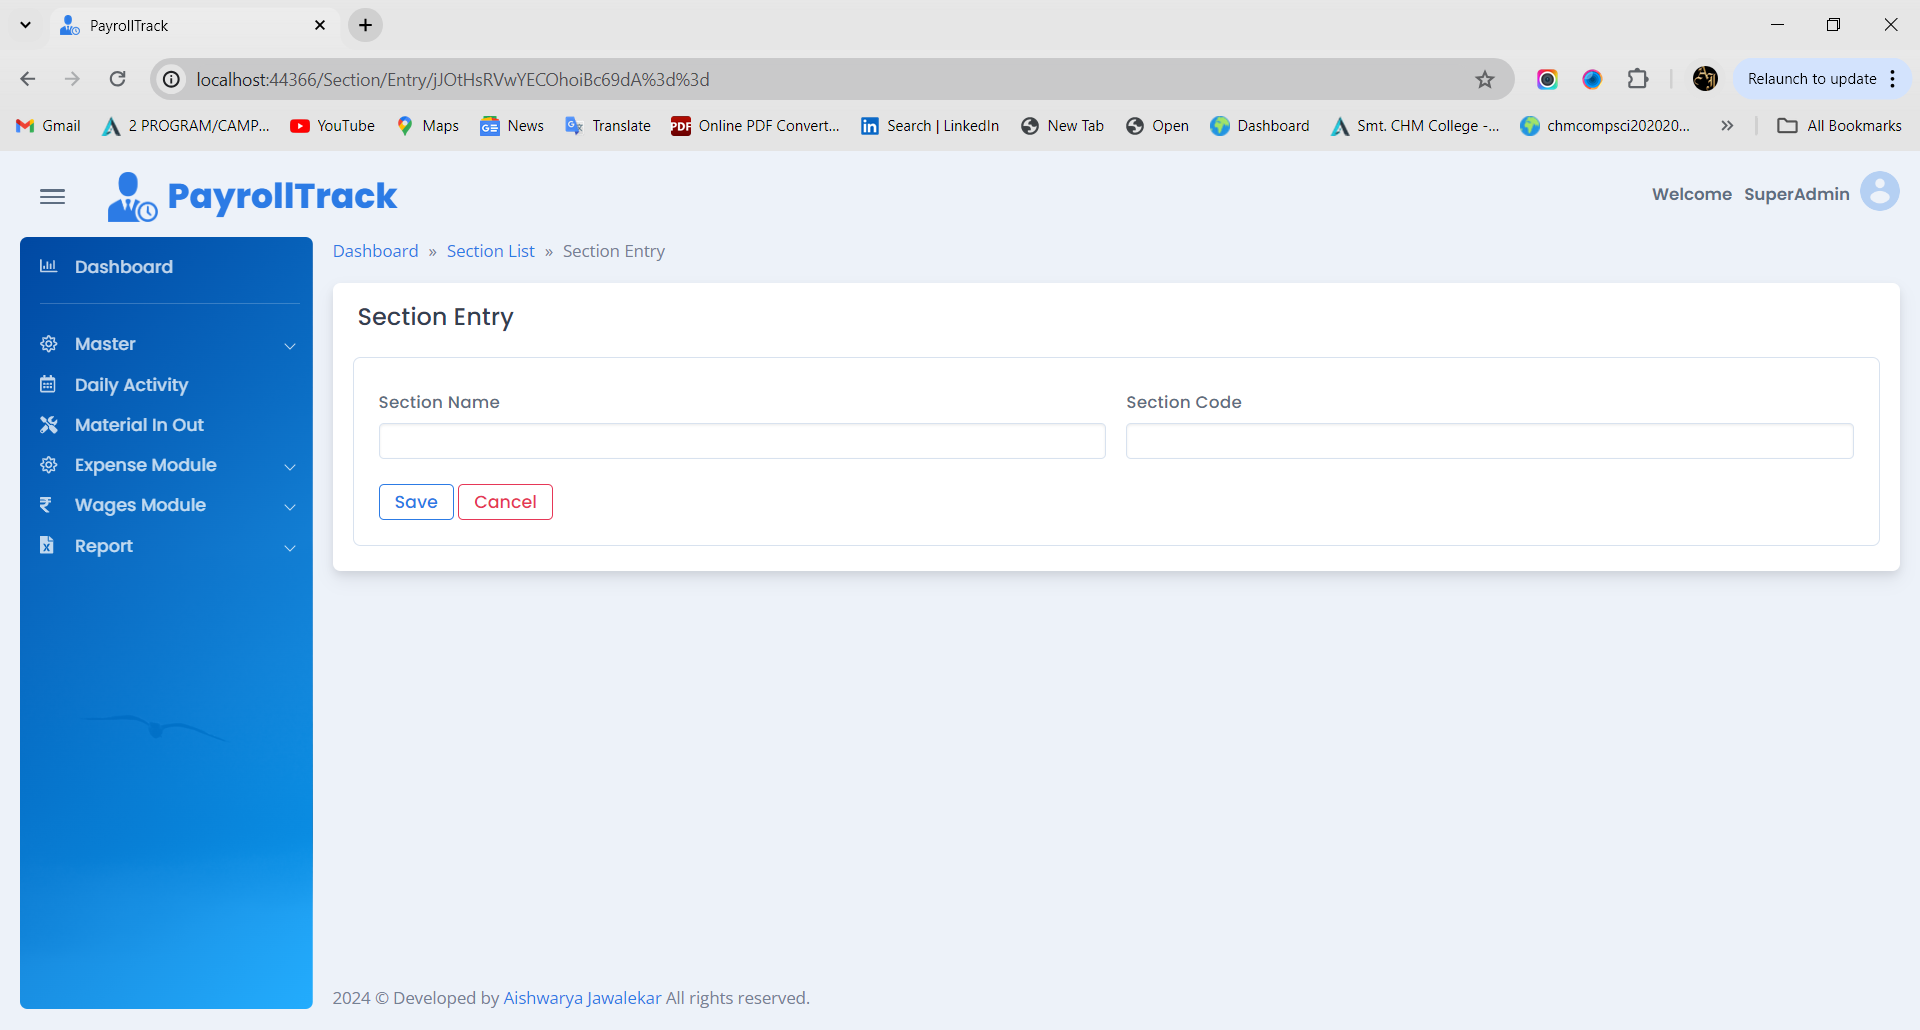 PayrollTrack
localhost:44366/Section/Entry/jJOtHsRVwYECOhoiBc69dA%3d%3d
Relaunch to update
Gmail 2 PROGRAM/CAMP... YouTube Maps News Translate PDF Online PDF Convert... in Search | LinkedIn New Tab Open Dashboard Smt. CHM College -... chmcompsci202020... » All Bookmarks
PayrollTrack
Welcome SuperAdmin
Dashboard
Master
Daily Activity
Material In Out
Expense Module
Wages Module
Report
Dashboard » Section List » Section Entry
Section Entry
Section Name Section Code
Save Cancel
2024 © Developed by Aishwarya Jawalekar All rights reserved.